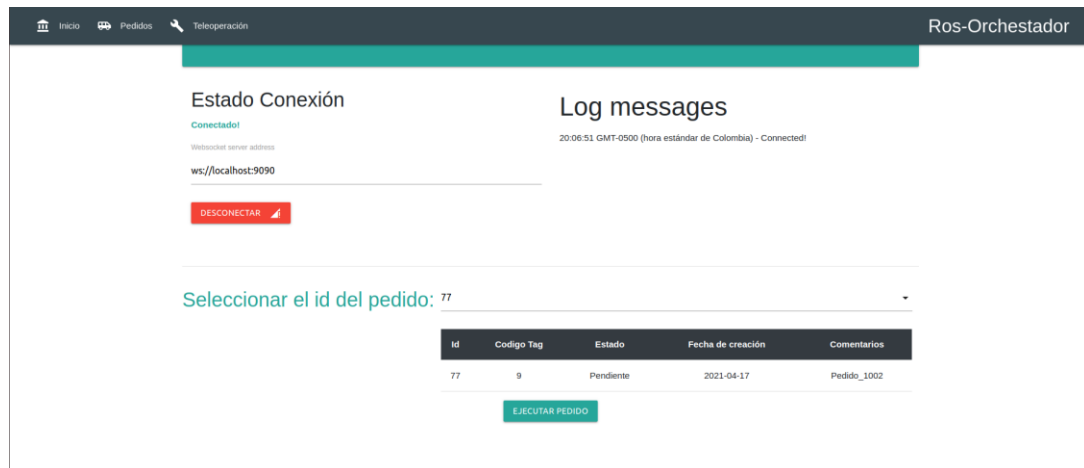 Inicio Pedidos Teleoperación Ros-Orchestador
Estado Conexión
Conectado!
Websocket server address
ws://localhost:9090
DESCONECTAR
Log messages
20:06:51 GMT-0500 (hora estándar de Colombia) - Connected!
Seleccionar el id del pedido: 77
Id Codigo Tag Estado Fecha de creación Comentarios
77 9 Pendiente 2021-04-17 Pedido_1002
EJECUTAR PEDIDO